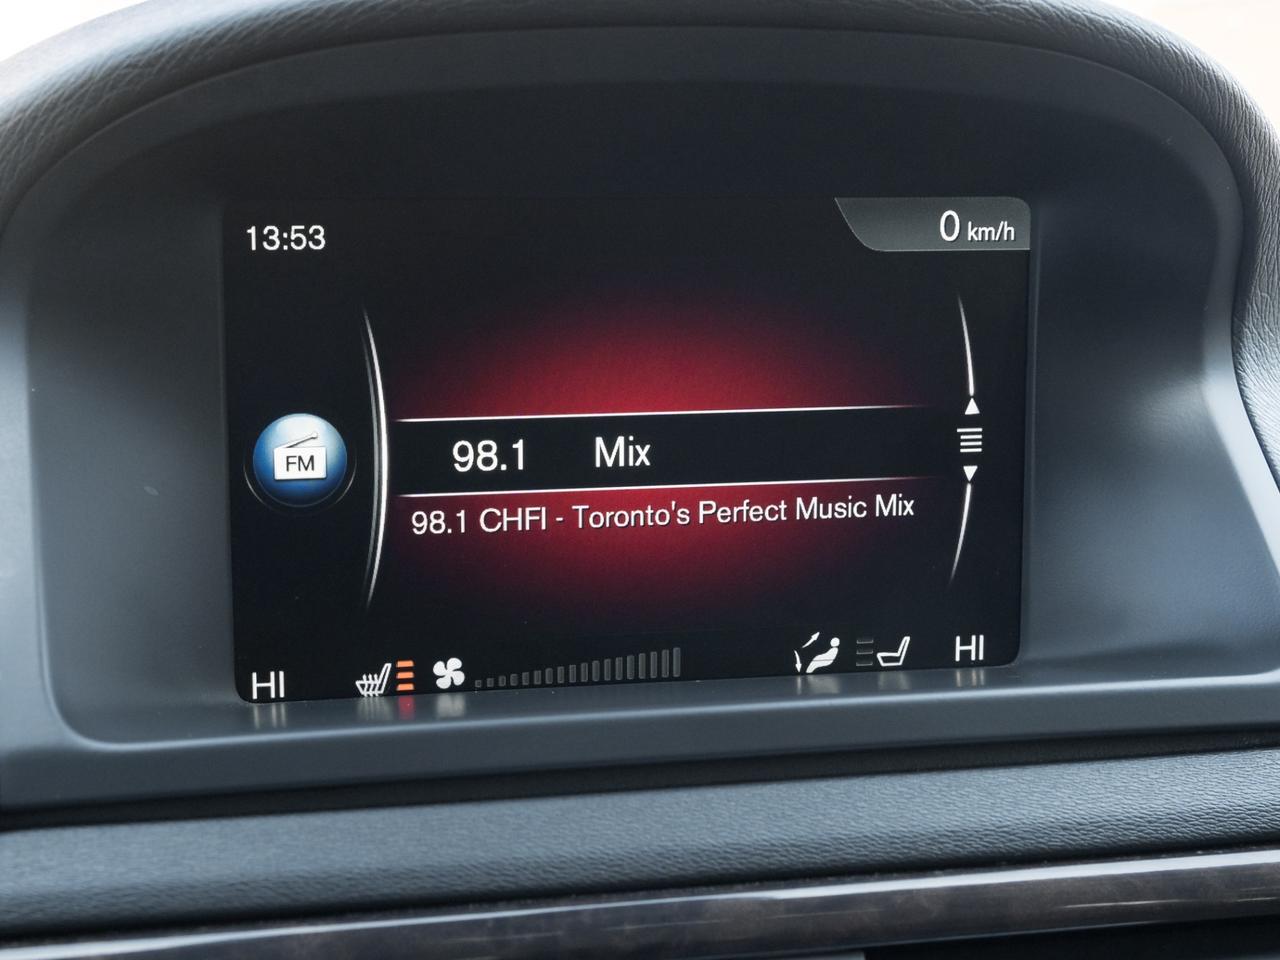 13:53
0 km/h
FM
98.1 Mix
98.1 CHFI - Toronto's Perfect Music Mix
HI
HI